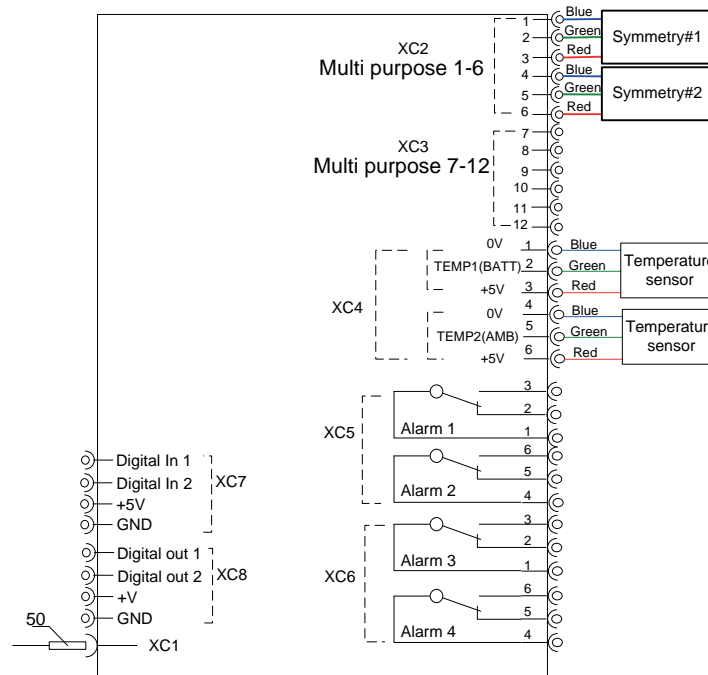 1 Blue
2 Green
3 Red
Symmetry#1
XC2
Multi purpose 1-6
4 Blue
5 Green
6 Red
Symmetry#2
XC3
Multi purpose 7-12
7
8
9
10
11
12
XC4
0V 1 Blue
TEMP1(BATT) 2 Green
+5V 3 Red
Temperature
sensor
0V 4 Blue
TEMP2(AMB) 5 Green
+5V 6 Red
Temperature
sensor
XC5
3
2
Alarm 1 1
6
5
Alarm 2 4
XC6
3
2
Alarm 3 1
6
5
Alarm 4 4
Digital In 1
Digital In 2
+5V
GND
XC7
Digital out 1
Digital out 2
+V
GND
XC8
50
XC1